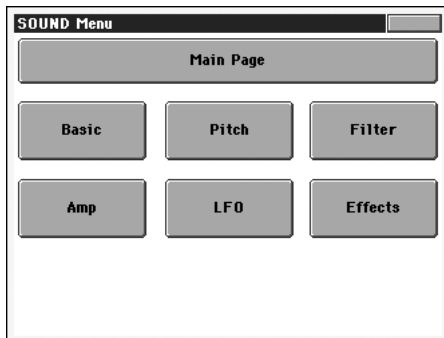 SOUND Menu
Main Page
Basic Pitch Filter
Amp LFO Effects